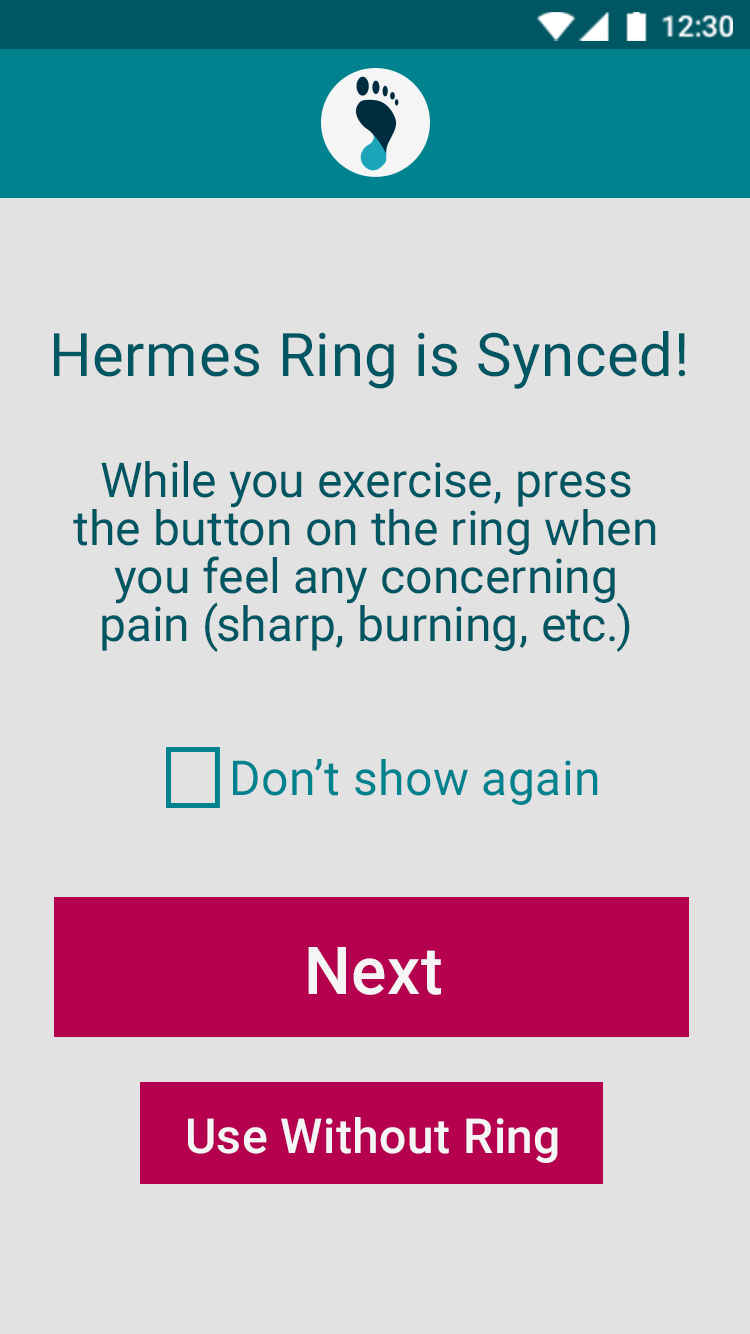 12:30
Hermes Ring is Synced!
While you exercise, press
the button on the ring when
you feel any concerning
pain (sharp, burning, etc.)
Don’t show again
Next
Use Without Ring